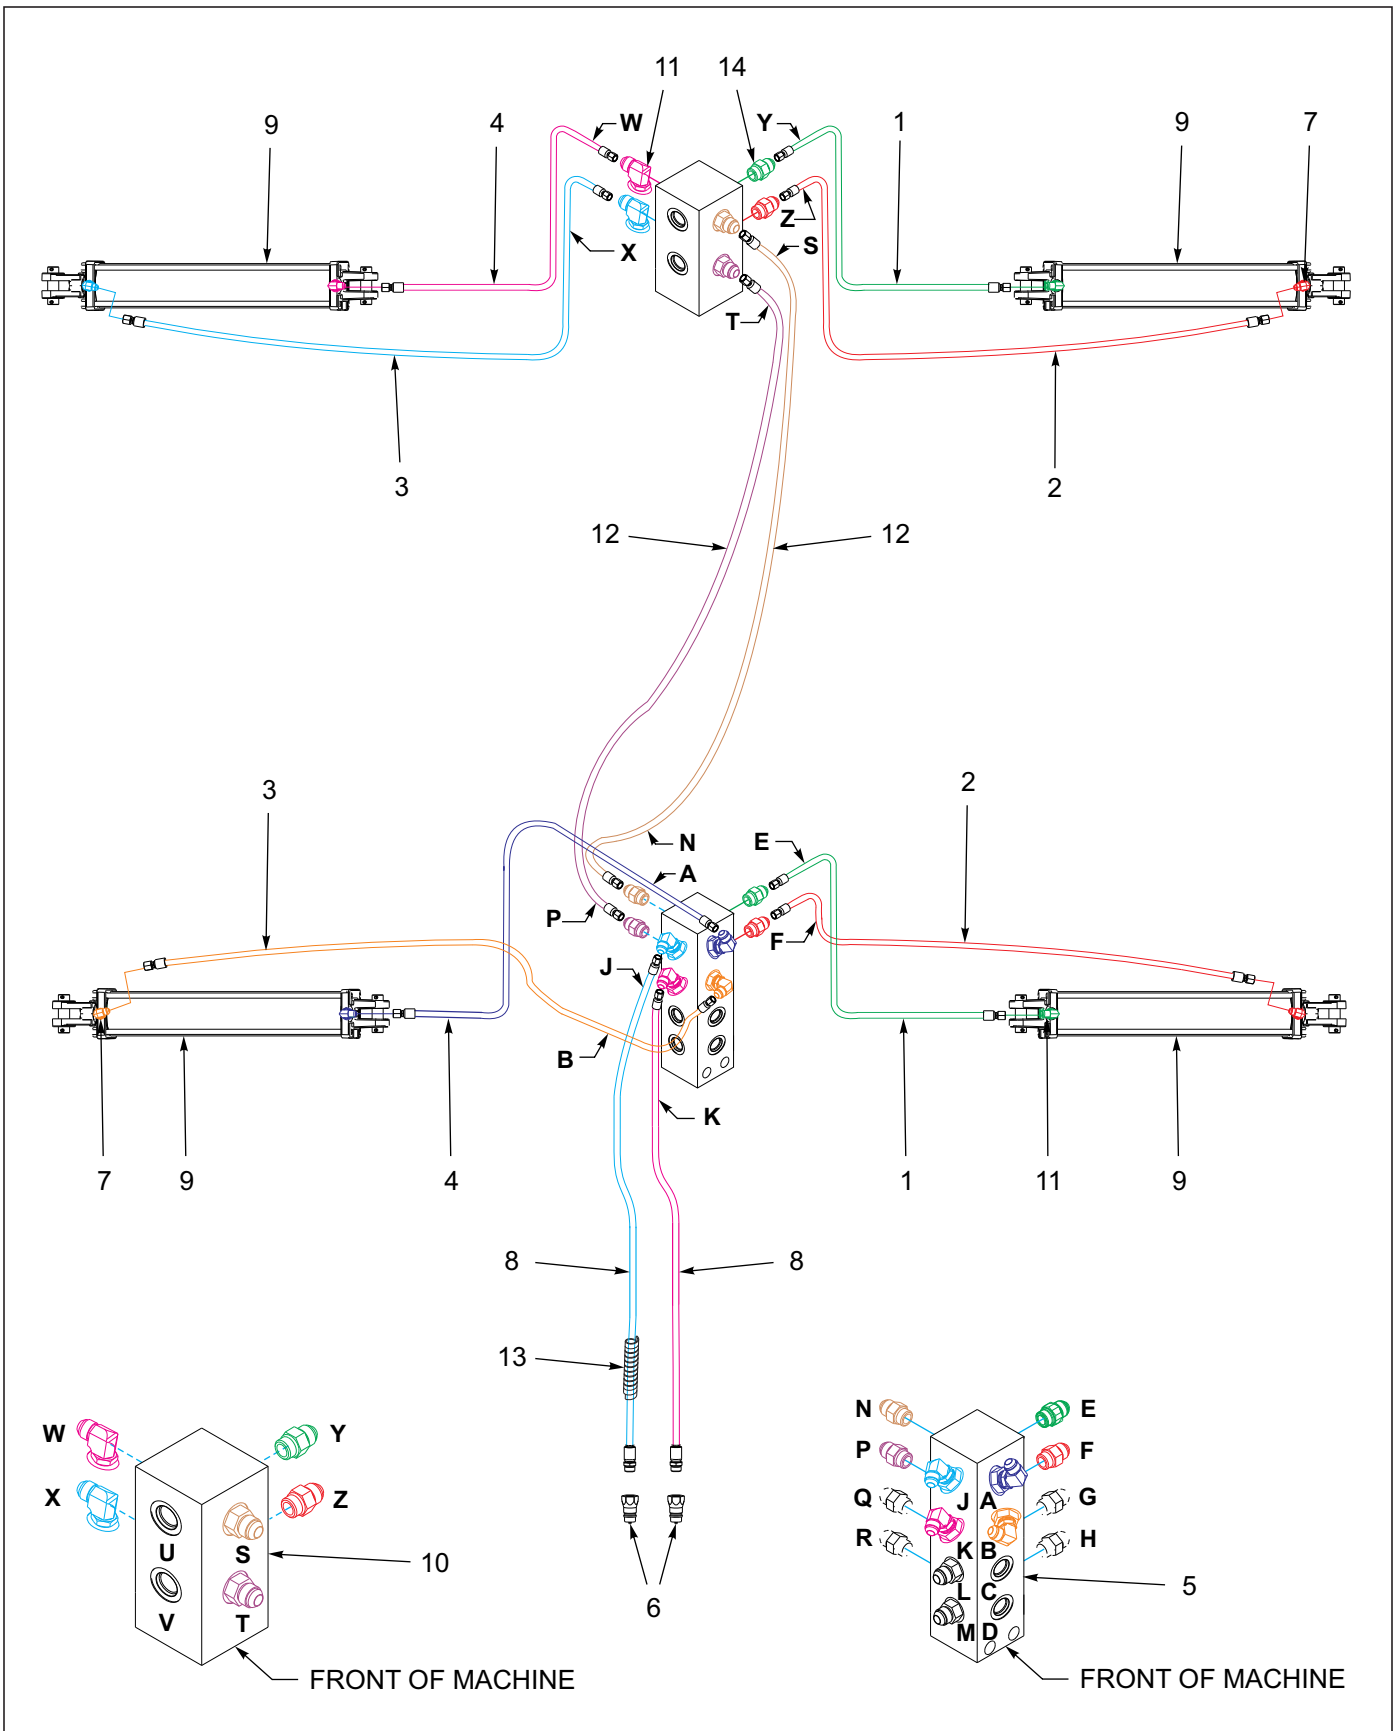 11 14
9 4 W Y 1 9 7
Z
X S
T
3 2
12 12
3 2
N E
A
P F
J
B
K
7 9 4 1 11 9
8 8
13
W Y N E
P F
X Z J A
Q G
U S K B
R H
10 L C
5
V T 6 M D
FRONT OF MACHINE FRONT OF MACHINE